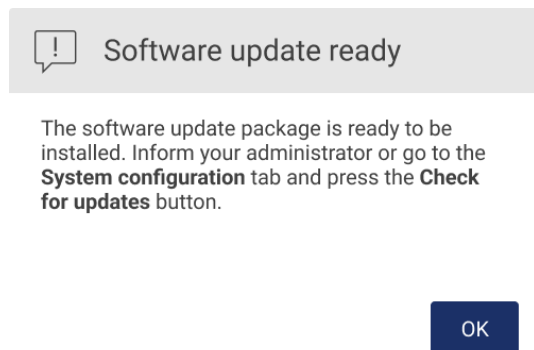 Software update ready
The software update package is ready to be
installed. Inform your administrator or go to the
System configuration tab and press the Check
for updates button.
OK